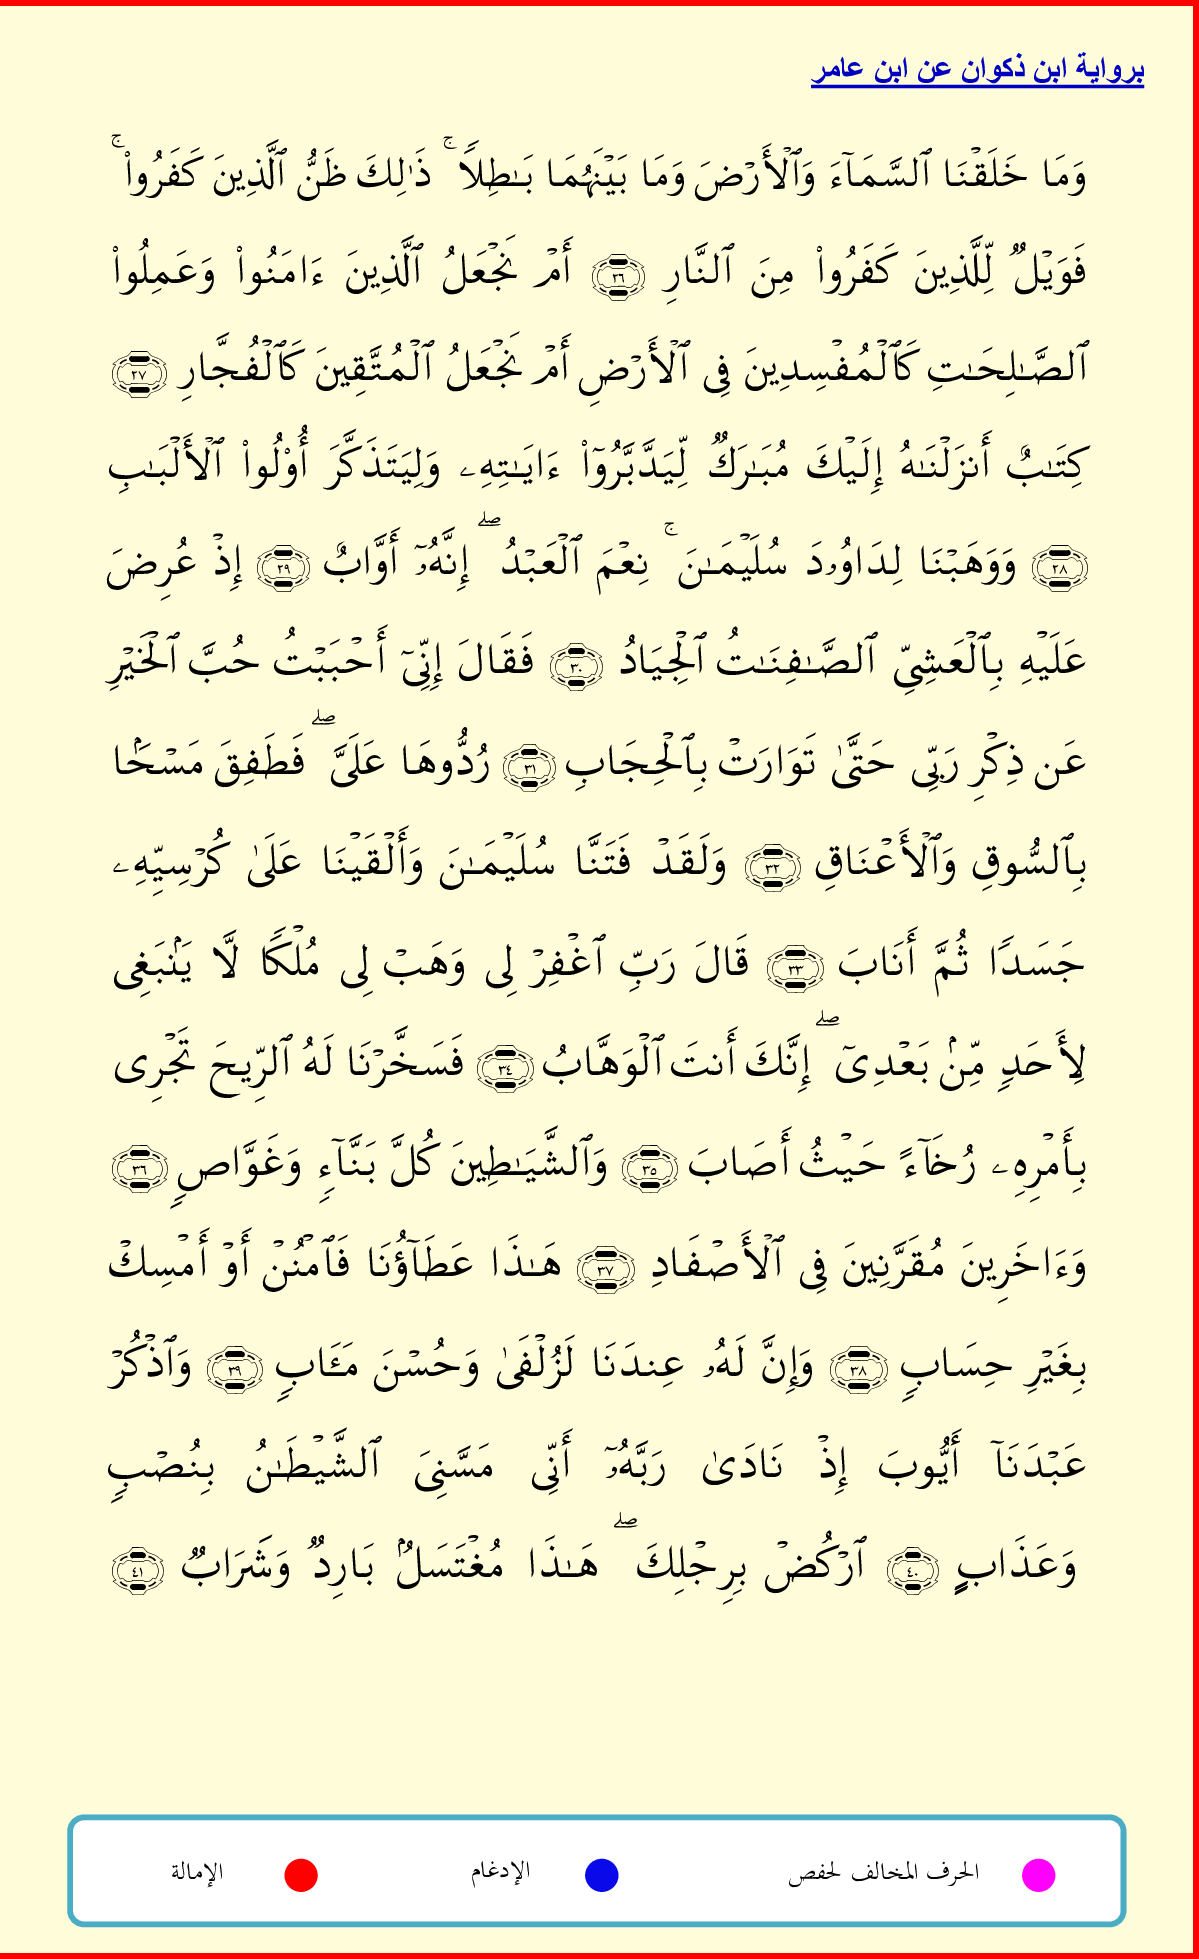 برواية ابن ذكوان عن ابن عامر
وَمَا خَلَقْنَا ٱلسَّمَآءَ وَٱلْأَرْضَ وَمَا بَيْنَهُمَا بَـٰطِلًا ۚ ذَٰلِكَ ظَنُّ ٱلَّذِينَ كَفَرُوا۟ ۚ
فَوَيْلٌ لِّلَّذِينَ كَفَرُوا۟ مِنَ ٱلنَّارِ ٢٦ أَمْ نَجْعَلُ ٱلَّذِينَ ءَامَنُوا۟ وَعَمِلُوا۟
ٱلصَّـٰلِحَـٰتِ كَٱلْمُفْسِدِينَ فِى ٱلْأَرْضِ أَمْ نَجْعَلُ ٱلْمُتَّقِينَ كَٱلْفُجَّارِ ٢٧
كِتَـٰبٌ أَنزَلْنَـٰهُ إِلَيْكَ مُبَـٰرَكٌ لِّيَدَّبَّرُوٓا۟ ءَايَـٰتِهِۦ وَلِيَتَذَكَّرَ أُو۟لُوا۟ ٱلْأَلْبَـٰبِ
٢٨ وَوَهَبْنَا لِدَاوُۥدَ سُلَيْمَـٰنَ ۚ نِعْمَ ٱلْعَبْدُ ۖ إِنَّهُۥٓ أَوَّابٌ ٢٩ إِذْ عُرِضَ
عَلَيْهِ بِٱلْعَشِىِّ ٱلصَّـٰفِنَـٰتُ ٱلْجِيَادُ ٣٠ فَقَالَ إِنِّىٓ أَحْبَبْتُ حُبَّ ٱلْخَيْرِ
عَن ذِكْرِ رَبِّى حَتَّىٰ تَوَارَتْ بِٱلْحِجَابِ ٣١ رُدُّوهَا عَلَىَّ ۖ فَطَفِقَ مَسْحًۢا
بِٱلسُّوقِ وَٱلْأَعْنَاقِ ٣٢ وَلَقَدْ فَتَنَّا سُلَيْمَـٰنَ وَأَلْقَيْنَا عَلَىٰ كُرْسِيِّهِۦ
جَسَدًا ثُمَّ أَنَابَ ٣٣ قَالَ رَبِّ ٱغْفِرْ لِى وَهَبْ لِى مُلْكًا لَّا يَنۢبَغِى
لِأَحَدٍ مِّنۢ بَعْدِىٓ ۖ إِنَّكَ أَنتَ ٱلْوَهَّابُ ٣٤ فَسَخَّرْنَا لَهُ ٱلرِّيحَ تَجْرِى
بِأَمْرِهِۦ رُخَآءً حَيْثُ أَصَابَ ٣٥ وَٱلشَّيَـٰطِينَ كُلَّ بَنَّآءٍ وَغَوَّاصٍ ٣٦
وَءَاخَرِينَ مُقَرَّنِينَ فِى ٱلْأَصْفَادِ ٣٧ هَـٰذَا عَطَآؤُنَا فَٱمْنُنْ أَوْ أَمْسِكْ
بِغَيْرِ حِسَابٍ ٣٨ وَإِنَّ لَهُۥ عِندَنَا لَزُلْفَىٰ وَحُسْنَ مَـَٔابٍ ٣٩ وَٱذْكُرْ
عَبْدَنَآ أَيُّوبَ إِذْ نَادَىٰ رَبَّهُۥٓ أَنِّى مَسَّنِىَ ٱلشَّيْطَـٰنُ بِنُصْبٍ
وَعَذَابٍ ٤٠ ٱرْكُضْ بِرِجْلِكَ ۖ هَـٰذَا مُغْتَسَلٌۢ بَارِدٌ وَشَرَابٌ ٤١
الحرف المخالف لحفص الإدغام الإمالة